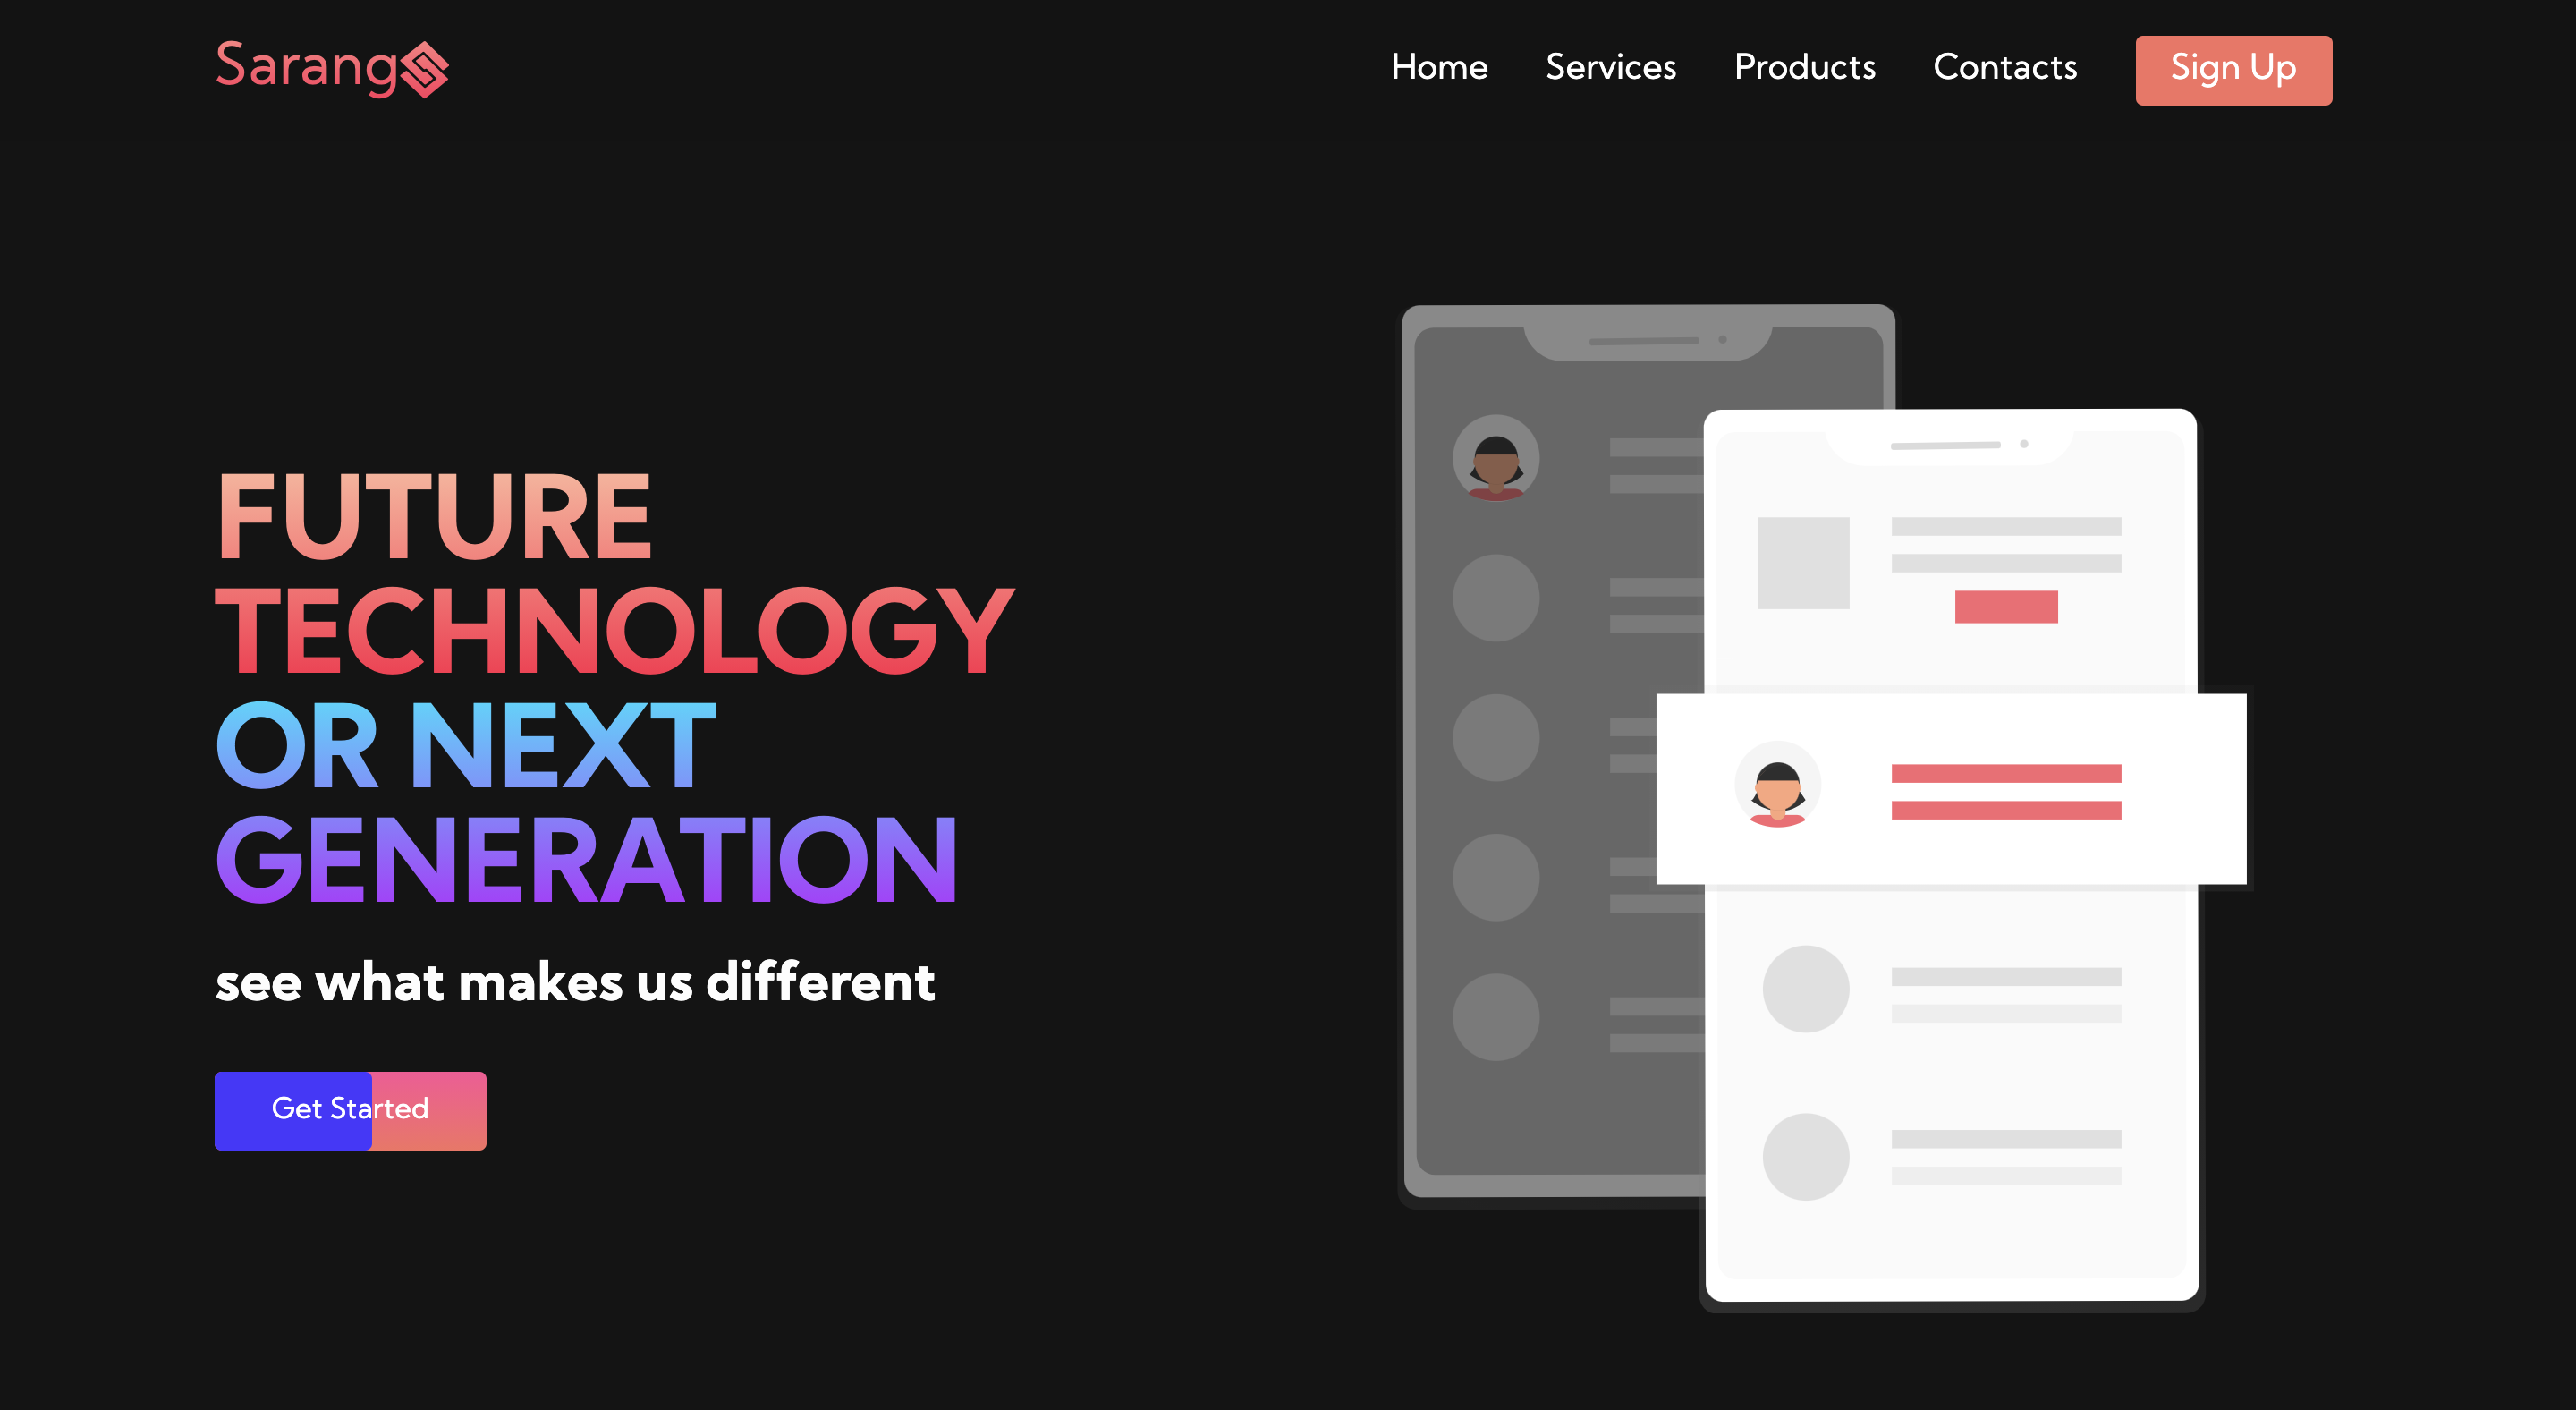 Sarang
Home
Services
Products
Contacts
Sign Up
FUTURE
TECHNOLOGY
OR NEXT
GENERATION
see what makes us different
Get Started